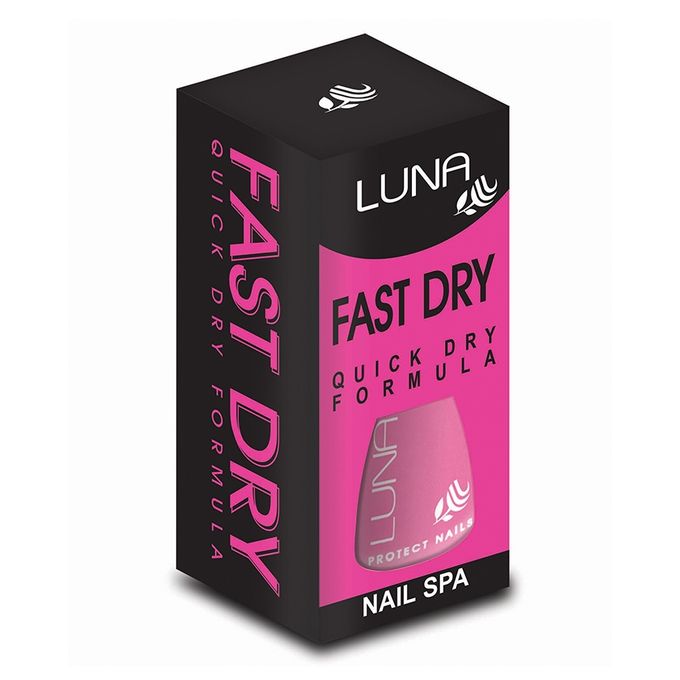 FAST DRY
QUICK DRY FORMULA
LUNA
FAST DRY
QUICK DRY
FORMULA
LUNA
PROTECT NAILS
NAIL SPA